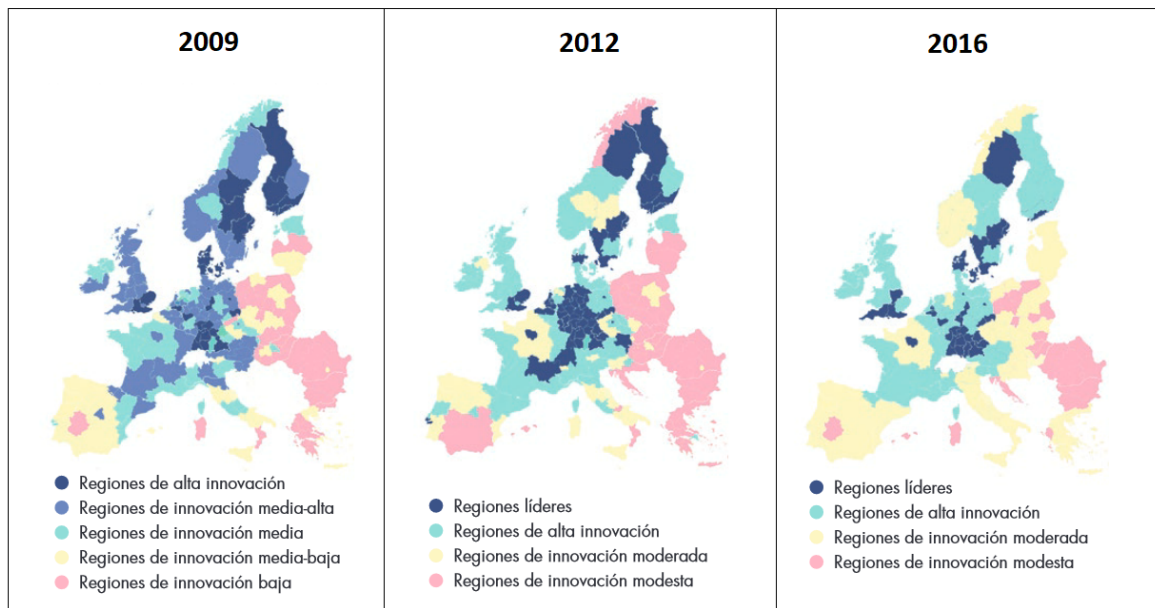 2009
Regiones de alta innovación
Regiones de innovación media-alta
Regiones de innovación media
Regiones de innovación media-baja
Regiones de innovación baja
2012
Regiones líderes
Regiones de alta innovación
Regiones de innovación moderada
Regiones de innovación modesta
2016
Regiones líderes
Regiones de alta innovación
Regiones de innovación moderada
Regiones de innovación modesta